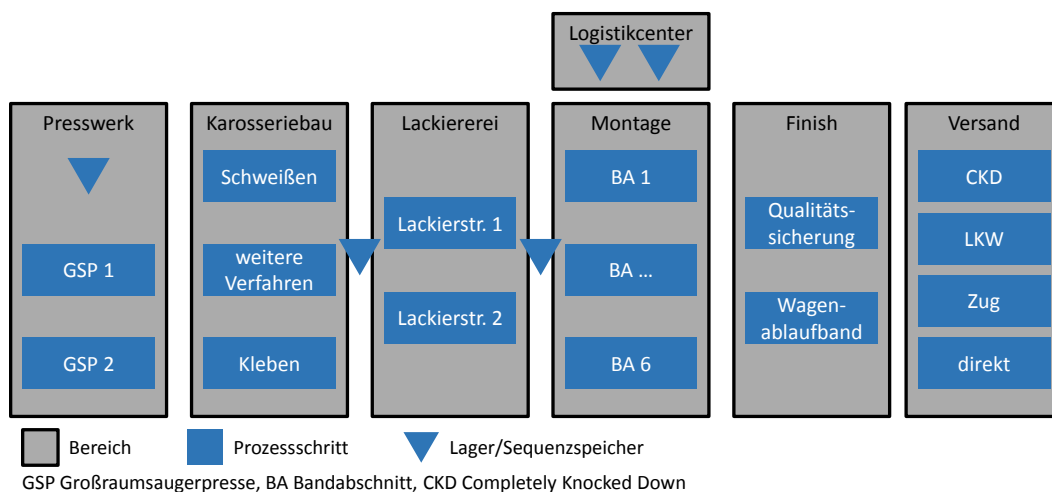 Logistikcenter
Presswerk
GSP 1
GSP 2
Karosseriebau
Schweißen
weitere
Verfahren
Kleben
Lackiererei
Lackierstr. 1
Lackierstr. 2
Montage
BA 1
BA ...
BA 6
Finish
Qualitäts-
sicherung
Wagen-
ablaufband
Versand
CKD
LKW
Zug
direkt
Bereich
Prozessschritt
Lager/Sequenzspeicher
GSP Großraumsaugerpresse, BA Bandabschnitt, CKD Completely Knocked Down